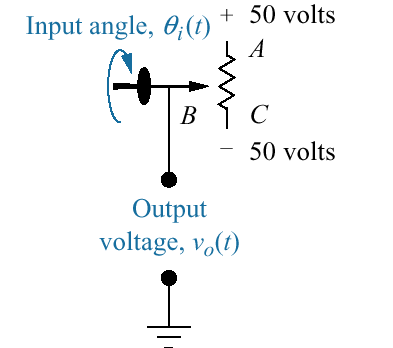 + 50 volts
Input angle, θi(t)
A
B
C
− 50 volts
Output
voltage, vo(t)